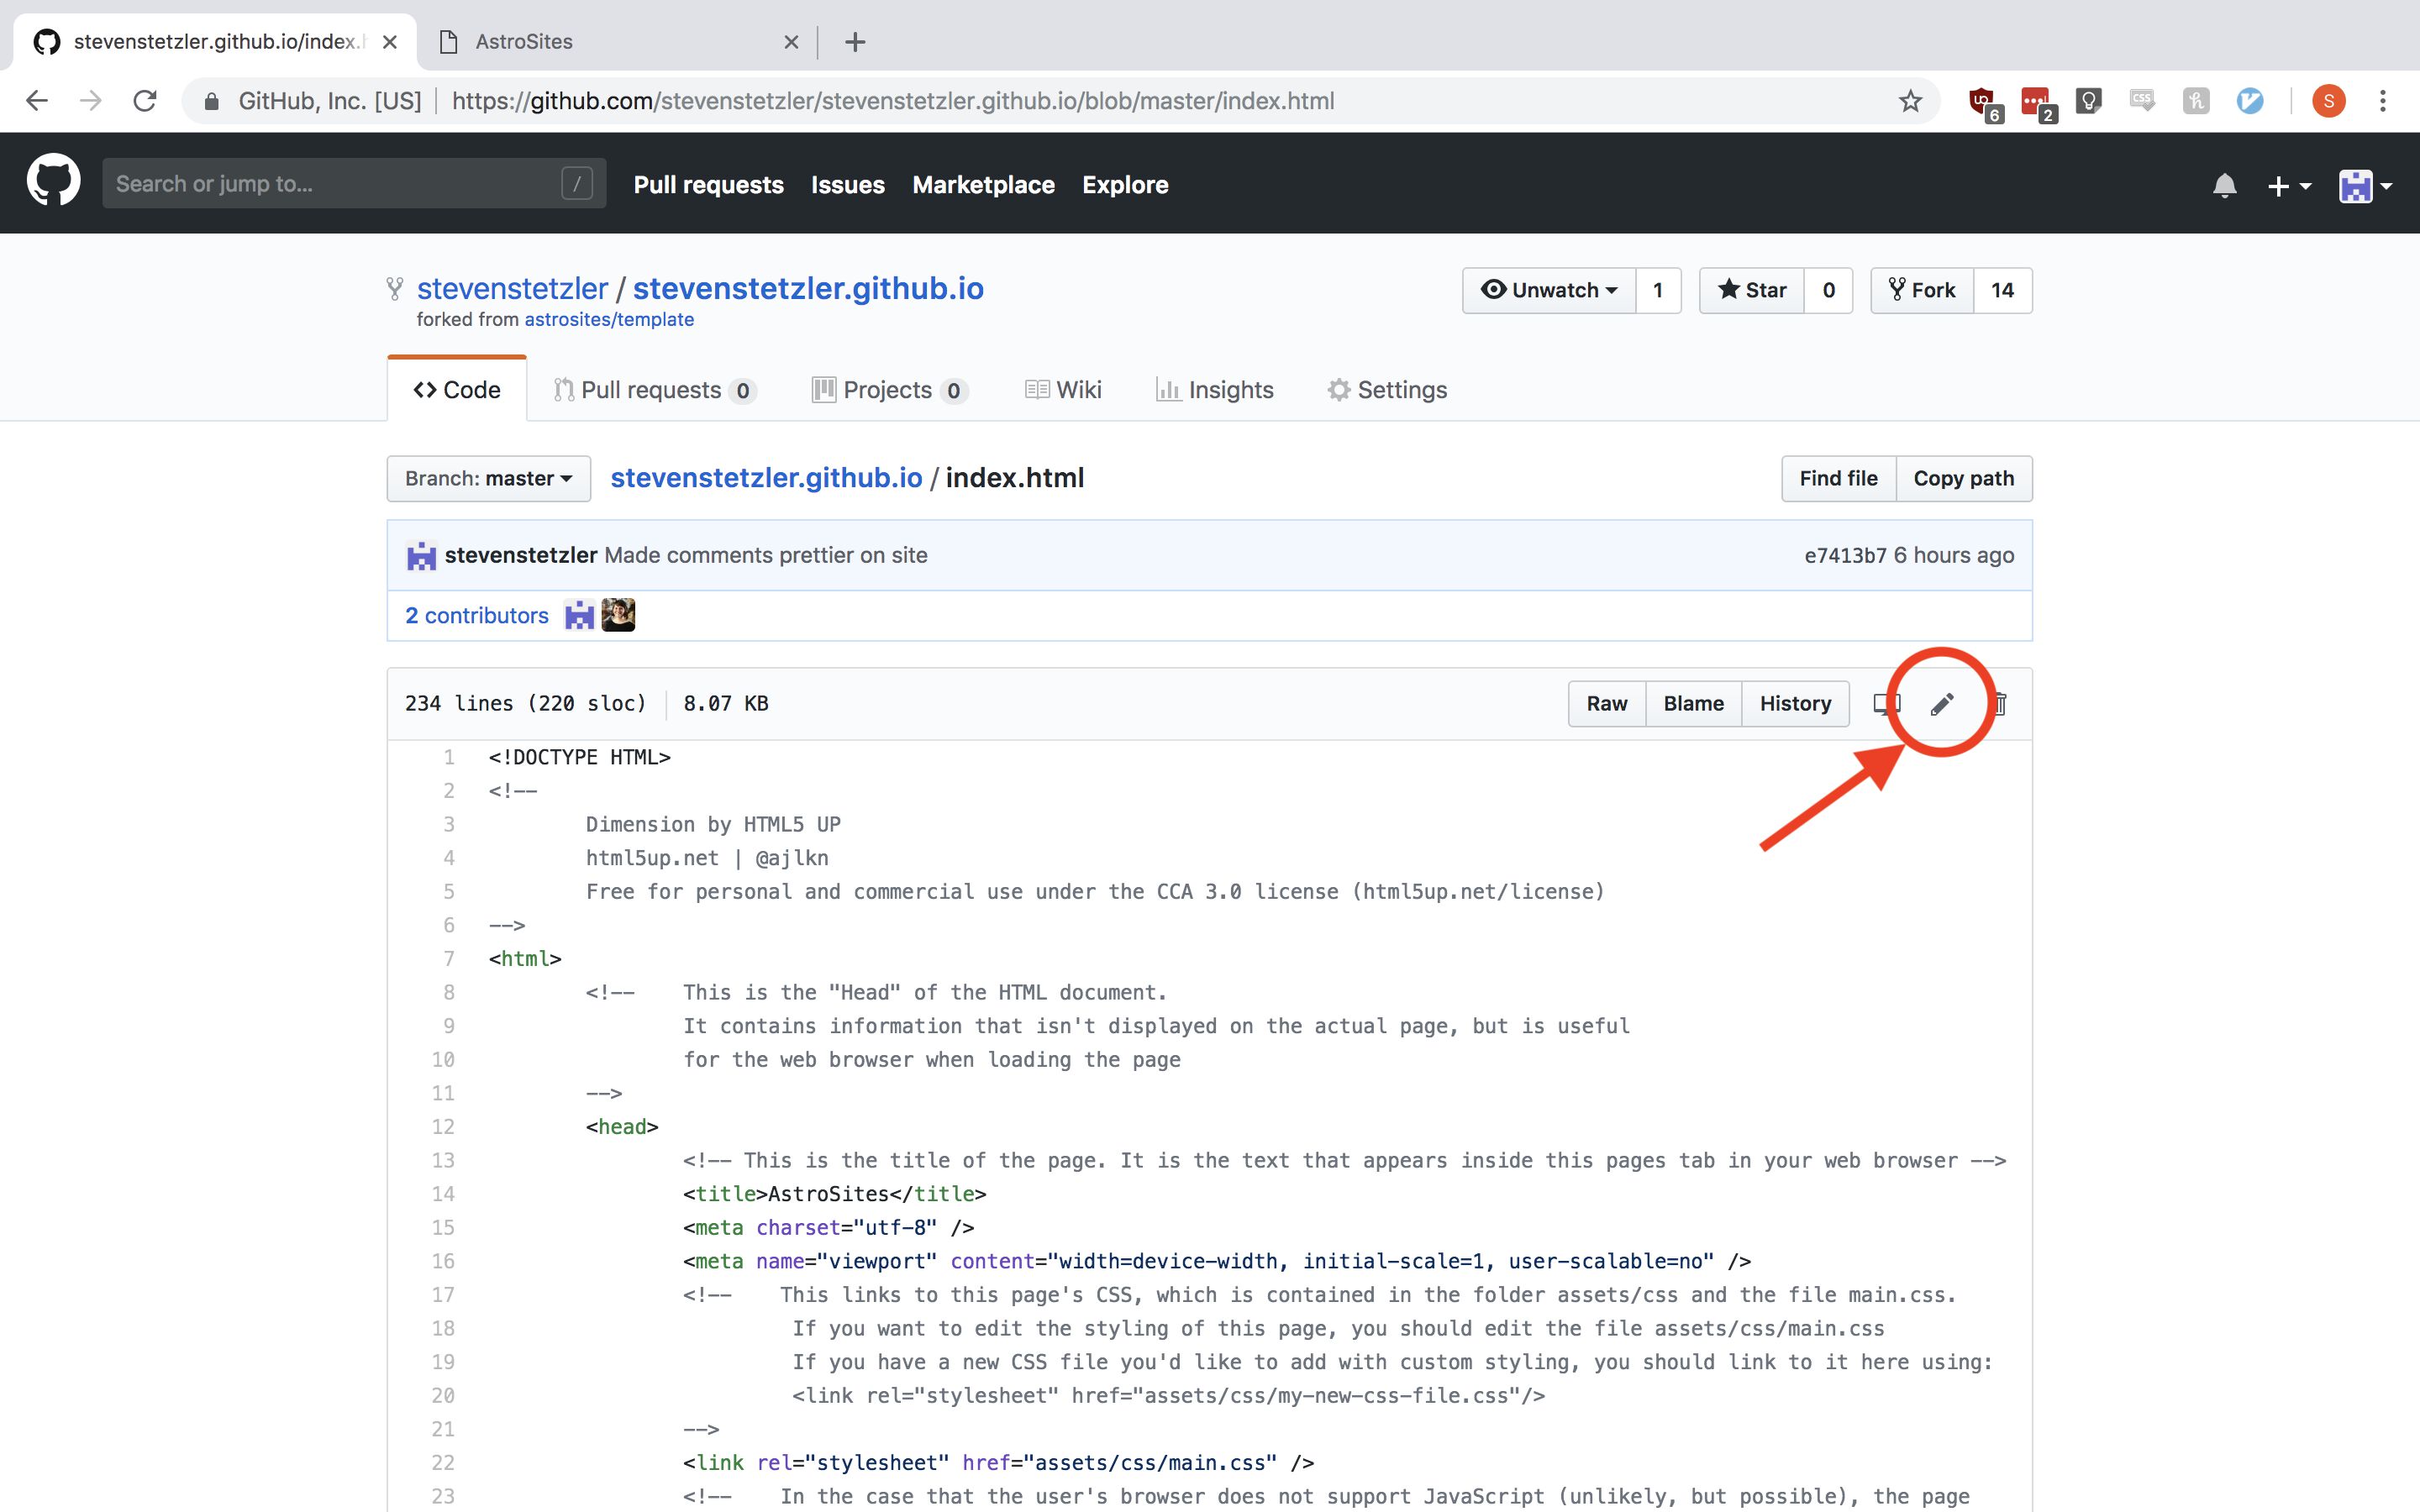 stevenstetzler.github.io/index.h
AstroSites
GitHub, Inc. [US] https://github.com/stevenstetzler/stevenstetzler.github.io/blob/master/index.html
6
2
CSS
S
Search or jump to... /
Pull requests Issues Marketplace Explore
stevenstetzler / stevenstetzler.github.io
Unwatch 1 Star 0 Fork 14
forked from astrosites/template
Code Pull requests 0 Projects 0 Wiki Insights Settings
Branch: master stevenstetzler.github.io / index.html Find file Copy path
stevenstetzler Made comments prettier on site e7413b7 6 hours ago
2 contributors
234 lines (220 sloc) 8.07 KB Raw Blame History
1 <!DOCTYPE HTML>
2 <!--
3 Dimension by HTML5 UP
4 html5up.net | @ajlkn
5 Free for personal and commercial use under the CCA 3.0 license (html5up.net/license)
6 -->
7 <html>
8 <!-- This is the "Head" of the HTML document.
9 It contains information that isn't displayed on the actual page, but is useful
10 for the web browser when loading the page
11 -->
12 <head>
13 <!-- This is the title of the page. It is the text that appears inside this pages tab in your web browser -->
14 <title>AstroSites</title>
15 <meta charset="utf-8" />
16 <meta name="viewport" content="width=device-width, initial-scale=1, user-scalable=no" />
17 <!-- This links to this page's CSS, which is contained in the folder assets/css and the file main.css.
18 If you want to edit the styling of this page, you should edit the file assets/css/main.css
19 If you have a new CSS file you'd like to add with custom styling, you should link to it here using:
20 <link rel="stylesheet" href="assets/css/my-new-css-file.css"/>
21 -->
22 <link rel="stylesheet" href="assets/css/main.css" />
23 <!-- In the case that the user's browser does not support JavaScript (unlikely, but possible), the page